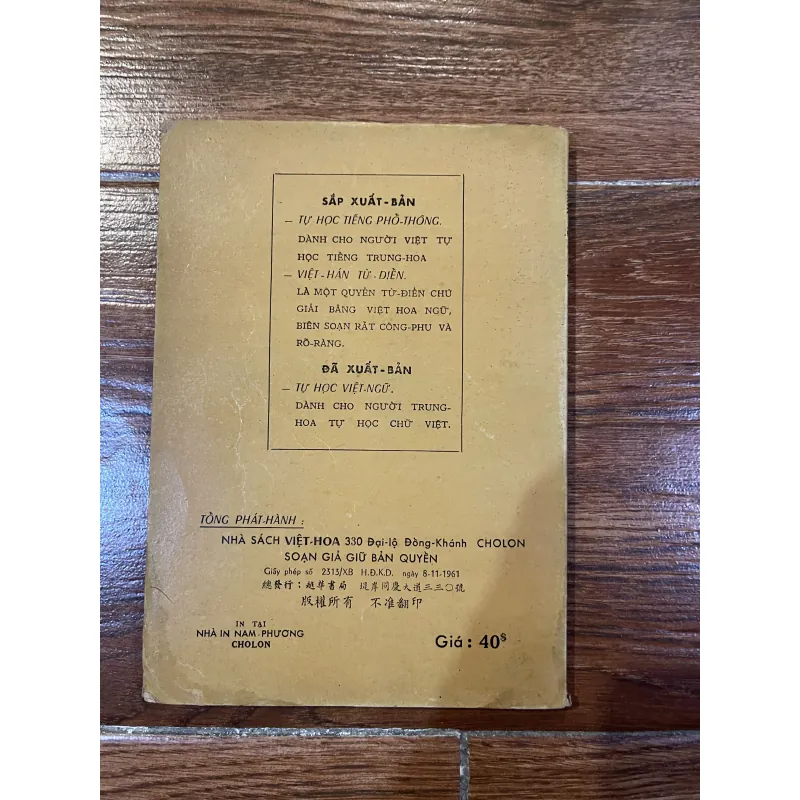 SẮP XUẤT-BẢN
— TỰ HỌC TIẾNG PHỔ-THÔNG.
DÀNH CHO NGƯỜI VIỆT TỰ
HỌC TIẾNG TRUNG-HOA
— VIỆT-HÁN TỪ-ĐIỂN.
LÀ MỘT QUYỂN TỪ-ĐIỂN CHÚ
GIẢI BẰNG VIỆT HOA NGỮ,
BIÊN SOẠN RẤT CÔNG-PHU VÀ
RÕ-RÀNG.
ĐÃ XUẤT-BẢN
— TỰ HỌC VIỆT-NGỮ.
DÀNH CHO NGƯỜI TRUNG-
HOA TỰ HỌC CHỮ VIỆT.
TỔNG PHÁT-HÀNH :
NHÀ SÁCH VIỆT-HOA 330 Đại-lộ Đồng-Khánh CHOLON
SOẠN GIẢ GIỮ BẢN QUYỀN
Giấy phép số 2313/XB H.Đ.K.D. ngày 8-11-1961
總發行：越華書局 堤岸同慶大道三三〇號
版權所有 不准翻印
IN TẠI
NHÀ IN NAM-PHƯƠNG
CHOLON
Giá : 40$